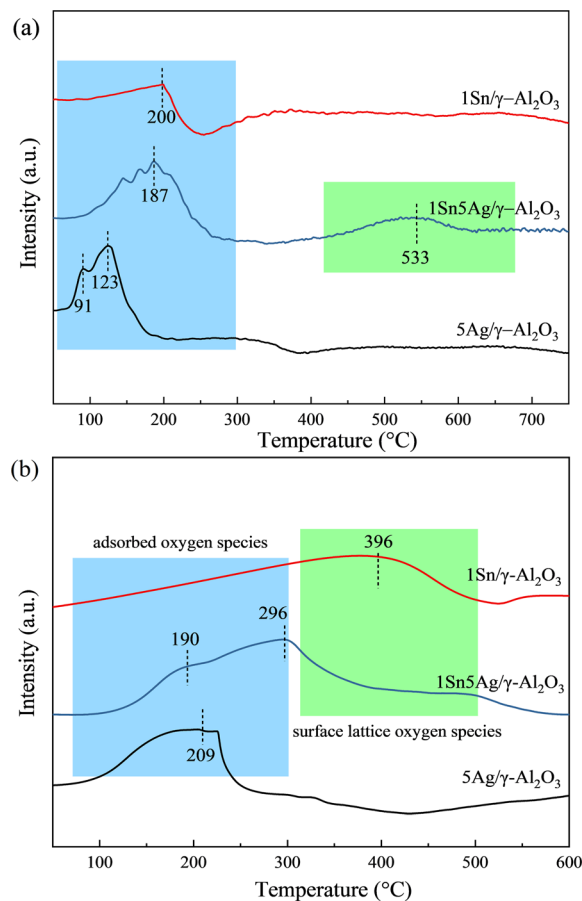 (a)
Intensity (a.u.)
1Sn/γ−Al₂O₃
200
187
1Sn5Ag/γ−Al₂O₃
533
91
123
5Ag/γ−Al₂O₃
100 200 300 400 500 600 700
Temperature (°C)
(b)
Intensity (a.u.)
adsorbed oxygen species
396
1Sn/γ-Al₂O₃
190
296
1Sn5Ag/γ-Al₂O₃
surface lattice oxygen species
209
5Ag/γ-Al₂O₃
100 200 300 400 500 600
Temperature (°C)